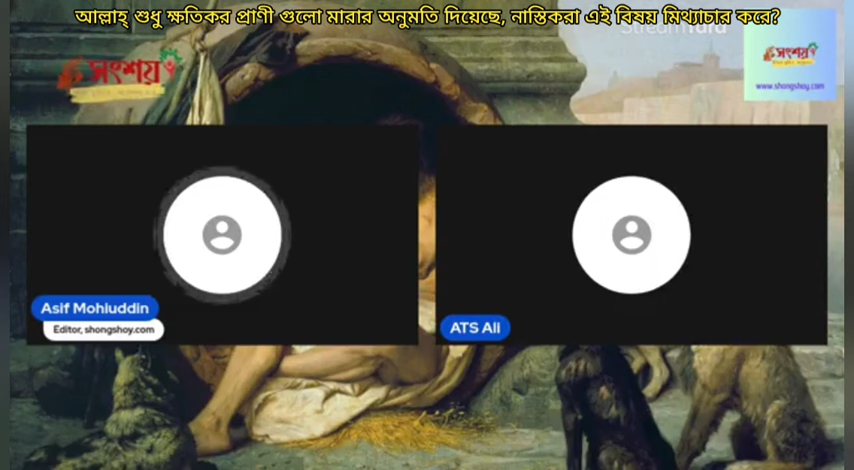 আল্লাহ্ শুধু ক্ষতিকর প্রাণী গুলো মারার অনুমতি দিয়েছে, নাস্তিকরা এই বিষয় মিথ্যাচার করে?
StreamYard
সংশয়
সংশয়
www.shongshoy.com
Asif Mohiuddin
Editor, shongshoy.com
ATS Ali